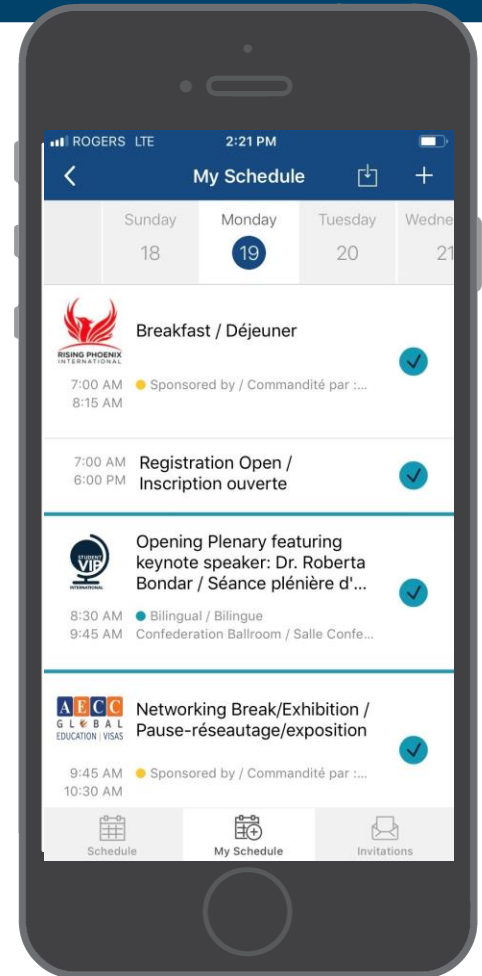 ROGERS LTE 2:21 PM
My Schedule
Sunday Monday Tuesday Wedne
18 19 20 21
RISING PHOENIX
INTERNATIONAL
Breakfast / Déjeuner
7:00 AM Sponsored by / Commandité par :...
8:15 AM
7:00 AM Registration Open /
6:00 PM Inscription ouverte
STUDENT
VIP
INTERNATIONAL
Opening Plenary featuring
keynote speaker: Dr. Roberta
Bondar / Séance plénière d'...
8:30 AM Bilingual / Bilingue
9:45 AM Confederation Ballroom / Salle Confe...
AECC
GLOBAL
EDUCATION | VISAS
Networking Break/Exhibition /
Pause-réseautage/exposition
9:45 AM Sponsored by / Commandité par :...
10:30 AM
Schedule My Schedule Invitations